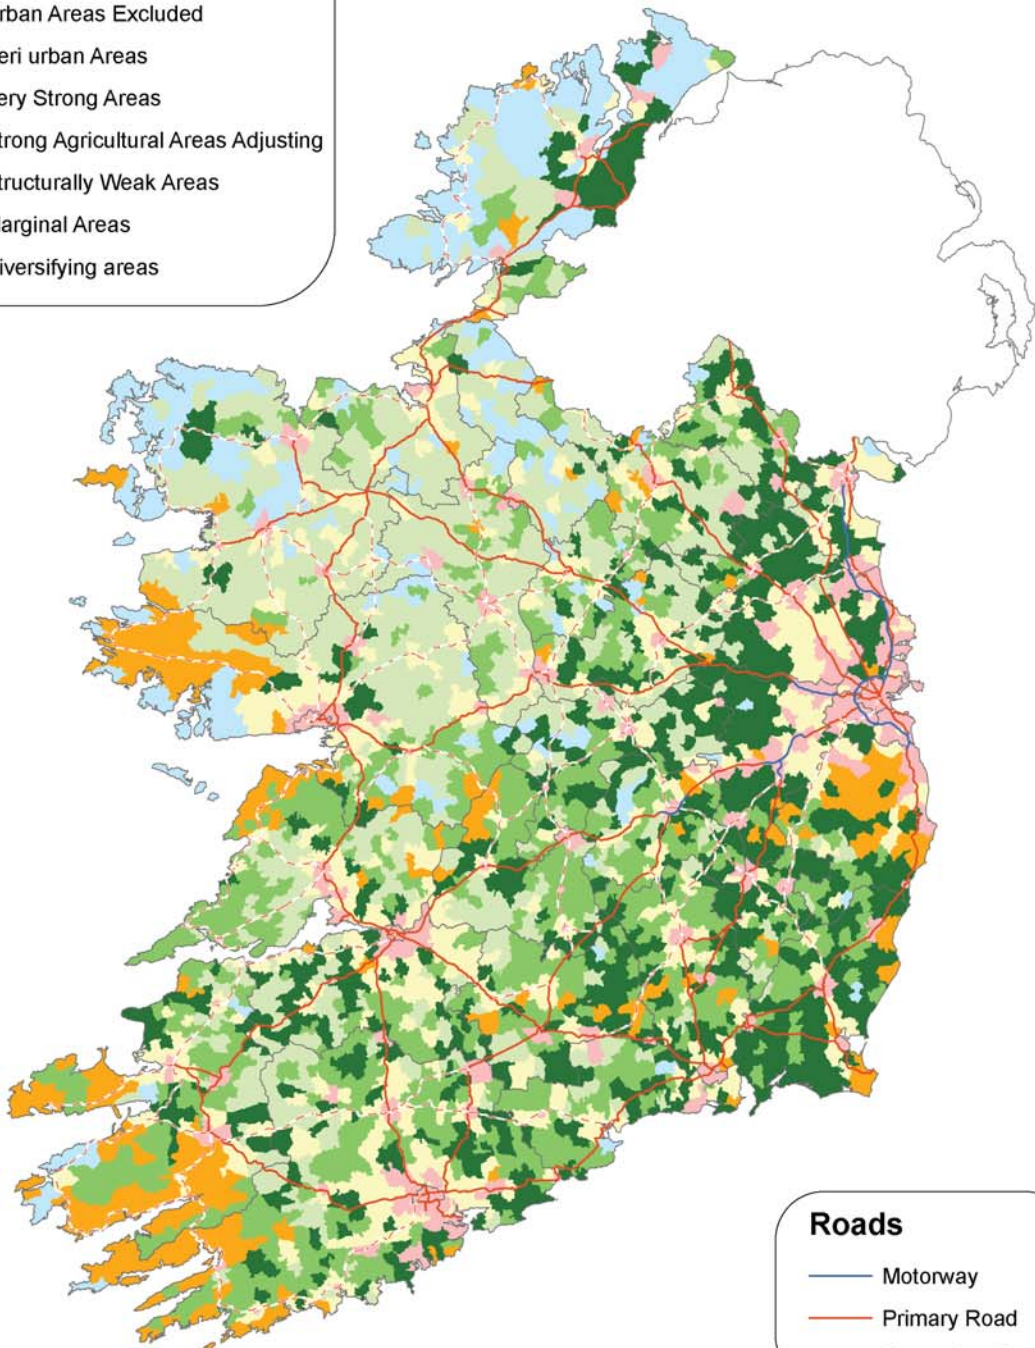 rban Areas Excluded
eri urban Areas
ery Strong Areas
trong Agricultural Areas Adjusting
tructurally Weak Areas
arginal Areas
iversifying areas
Roads
Motorway
Primary Road